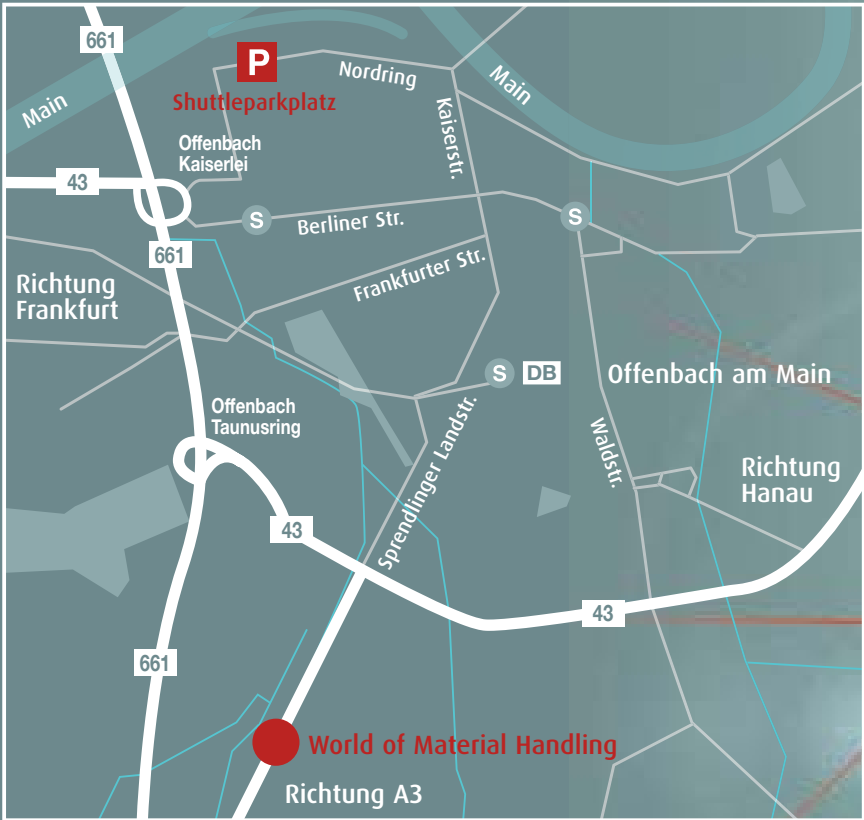 661
P
Shuttleparkplatz
Nordring
Main
Main
Kaiserstr.
Offenbach
Kaiserlei
43
S
Berliner Str.
S
661
Richtung
Frankfurt
Frankfurter Str.
S
DB
Offenbach am Main
Offenbach
Taunusring
Sprendlinger Landstr.
Waldstr.
Richtung
Hanau
43
43
661
World of Material Handling
Richtung A3